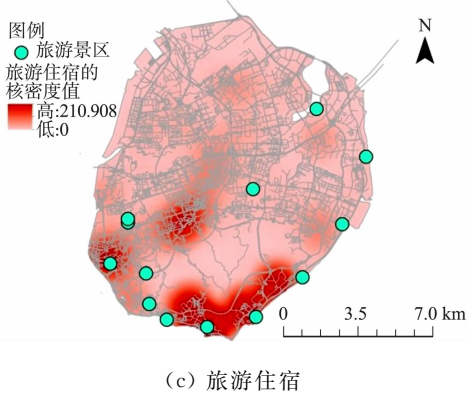 图例
旅游景区
旅游住宿的
核密度值
高:210.908
低:0
N
0 3.5 7.0 km
(c) 旅游住宿